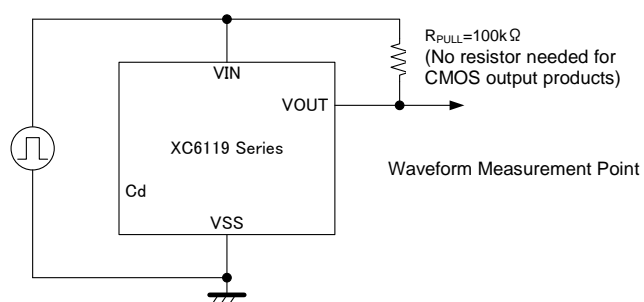 RPULL=100kΩ
(No resistor needed for
CMOS output products)
VIN
VOUT
XC6119 Series
Waveform Measurement Point
Cd
VSS